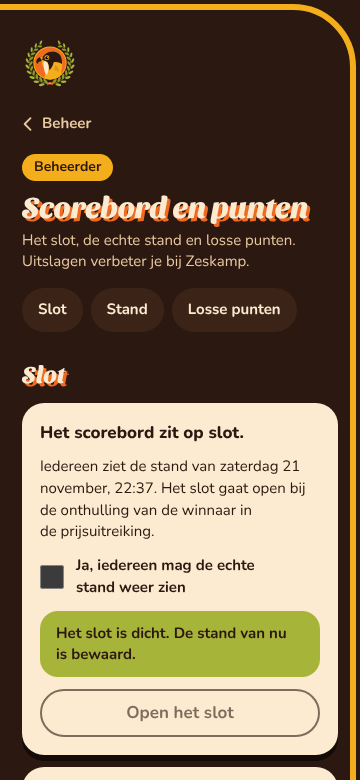 Beheer
Beheerder
Scorebord en punten
Het slot, de echte stand en losse punten.
Uitslagen verbeter je bij Zeskamp.
Slot
Stand
Losse punten
Slot
Het scorebord zit op slot.
Iedereen ziet de stand van zaterdag 21
november, 22:37. Het slot gaat open bij
de onthulling van de winnaar in
de prijsuitreiking.
Ja, iedereen mag de echte
stand weer zien
Het slot is dicht. De stand van nu
is bewaard.
Open het slot